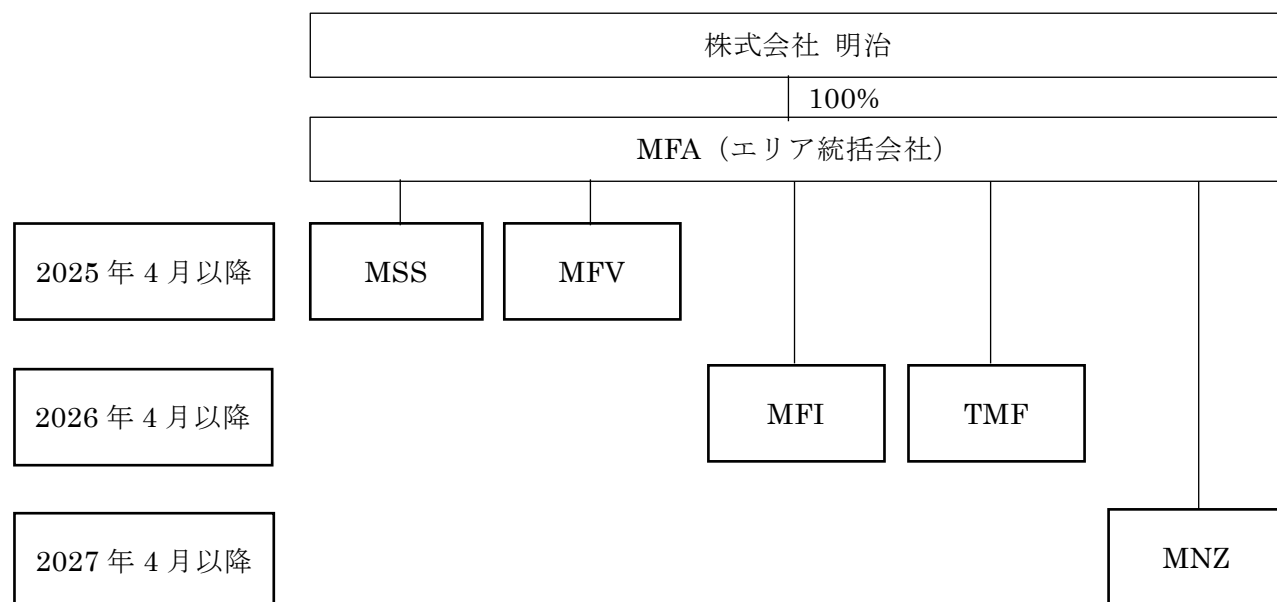 株式会社 明治
100%
MFA（エリア統括会社）
2025 年 4 月以降
MSS
MFV
2026 年 4 月以降
MFI
TMF
2027 年 4 月以降
MNZ